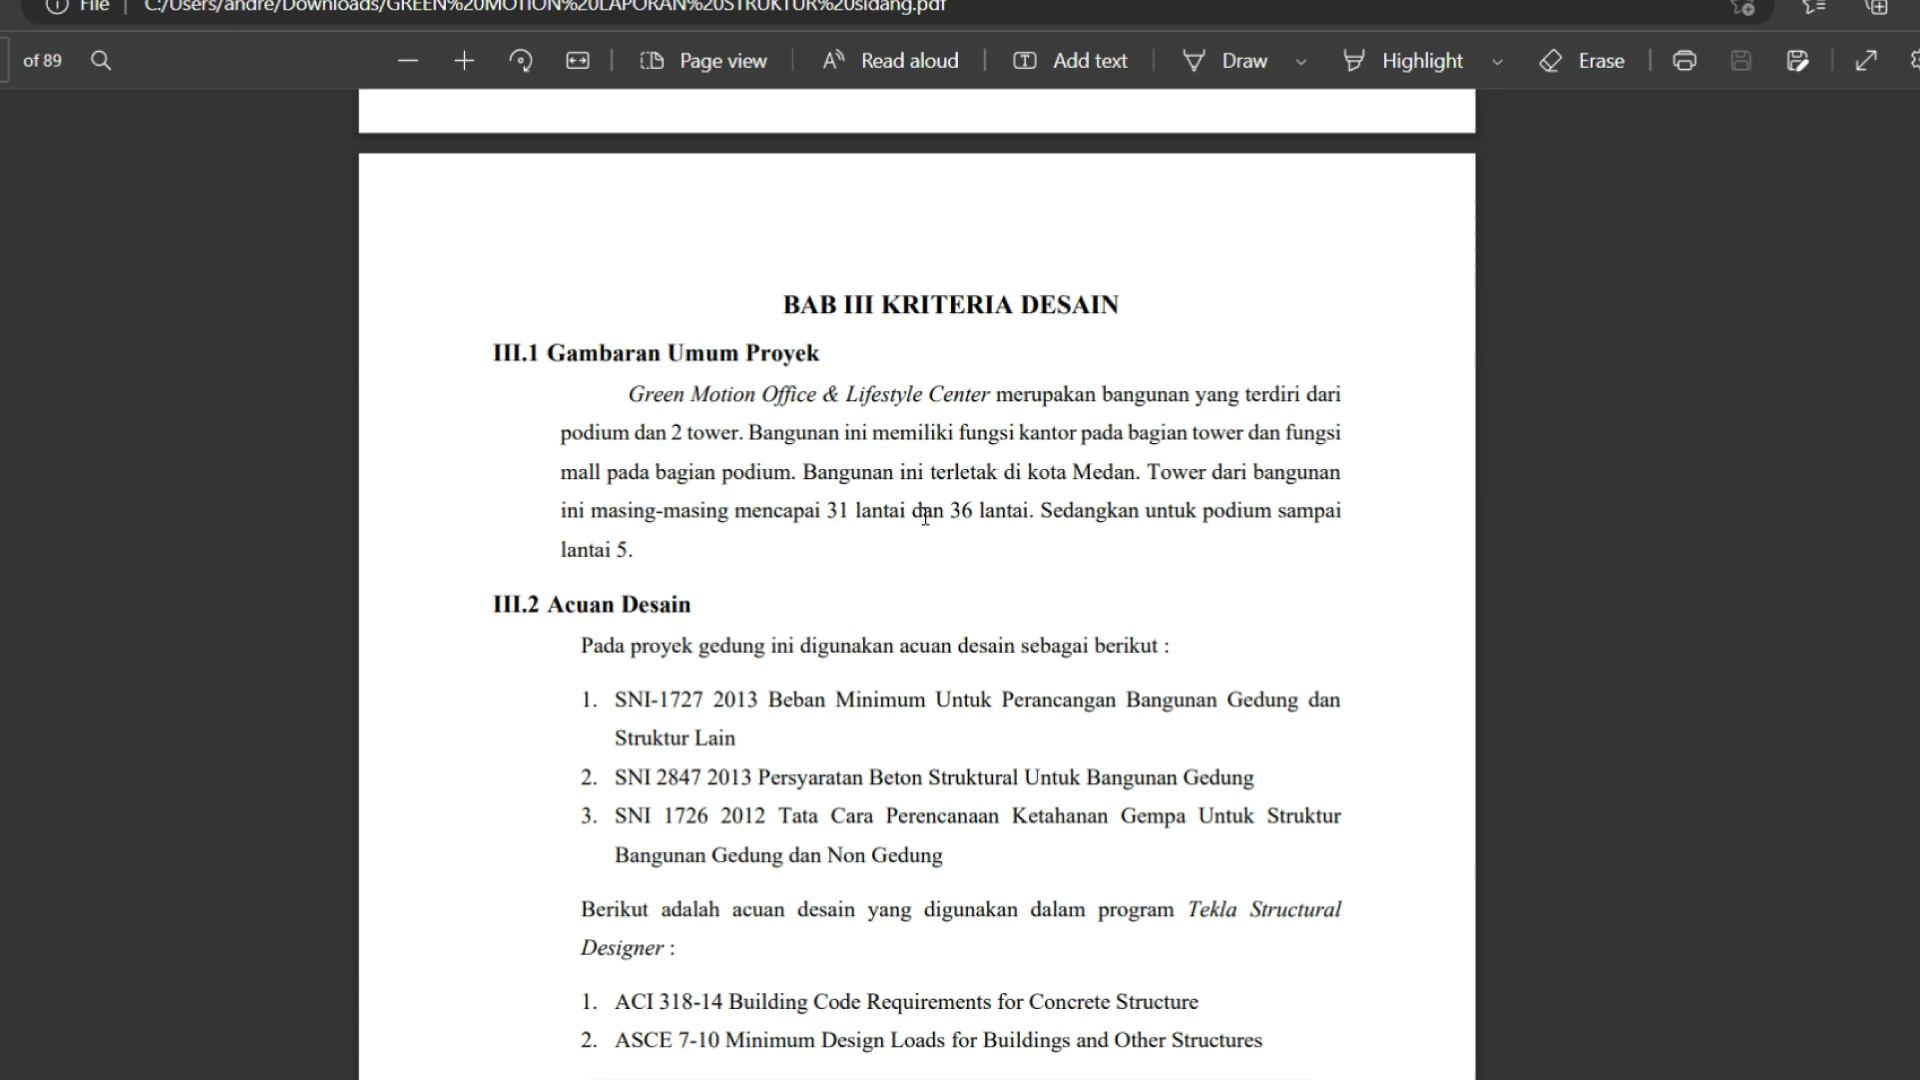 File C:/Users/andre/Downloads/GREEN%20MOTION%20LAPORAN%20STRUKTUR%20sidang.pdf
of 89 Page view Read aloud Add text Draw Highlight Erase
BAB III KRITERIA DESAIN
III.1 Gambaran Umum Proyek
Green Motion Office & Lifestyle Center merupakan bangunan yang terdiri dari
podium dan 2 tower. Bangunan ini memiliki fungsi kantor pada bagian tower dan fungsi
mall pada bagian podium. Bangunan ini terletak di kota Medan. Tower dari bangunan
ini masing-masing mencapai 31 lantai dan 36 lantai. Sedangkan untuk podium sampai
lantai 5.
III.2 Acuan Desain
Pada proyek gedung ini digunakan acuan desain sebagai berikut :
1. SNI-1727 2013 Beban Minimum Untuk Perancangan Bangunan Gedung dan
Struktur Lain
2. SNI 2847 2013 Persyaratan Beton Struktural Untuk Bangunan Gedung
3. SNI 1726 2012 Tata Cara Perencanaan Ketahanan Gempa Untuk Struktur
Bangunan Gedung dan Non Gedung
Berikut adalah acuan desain yang digunakan dalam program Tekla Structural
Designer :
1. ACI 318-14 Building Code Requirements for Concrete Structure
2. ASCE 7-10 Minimum Design Loads for Buildings and Other Structures